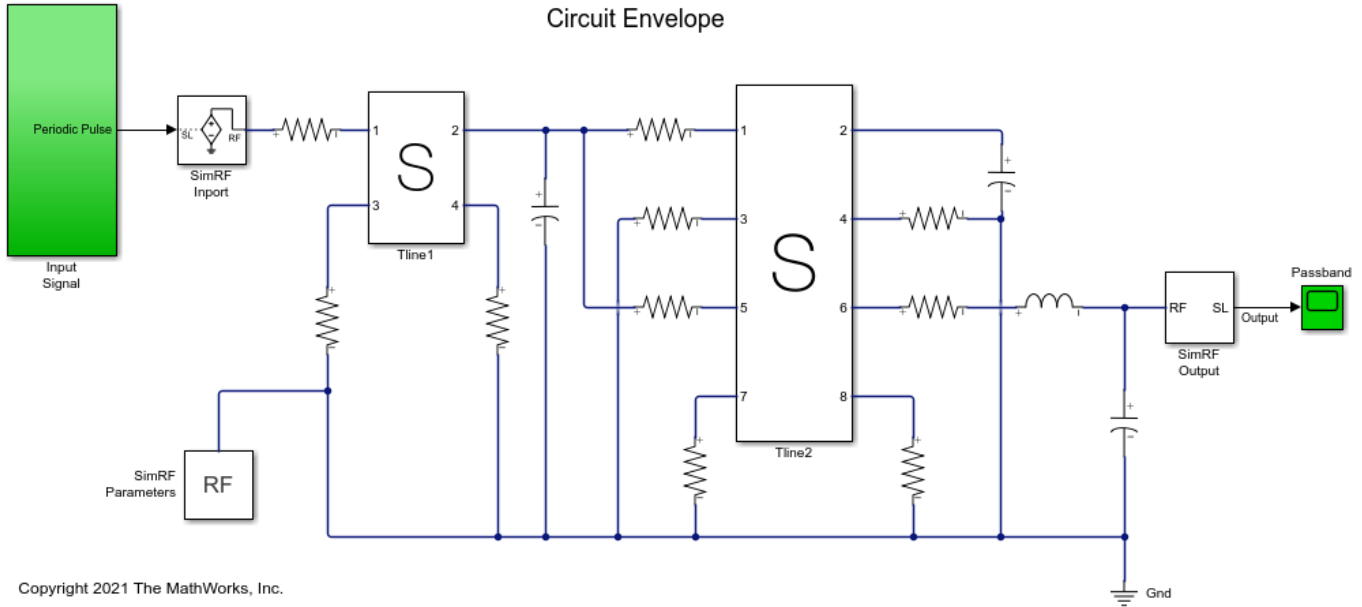 Circuit Envelope
Periodic Pulse
Input
Signal
SL
RF
SimRF
Inport
+
1
2
3
4
S
Tline1
+
-
1
2
3
4
5
6
7
8
S
Tline2
RF
SL
SimRF
Output
Output
Passband
SimRF
Parameters
RF
Gnd
Copyright 2021 The MathWorks, Inc.